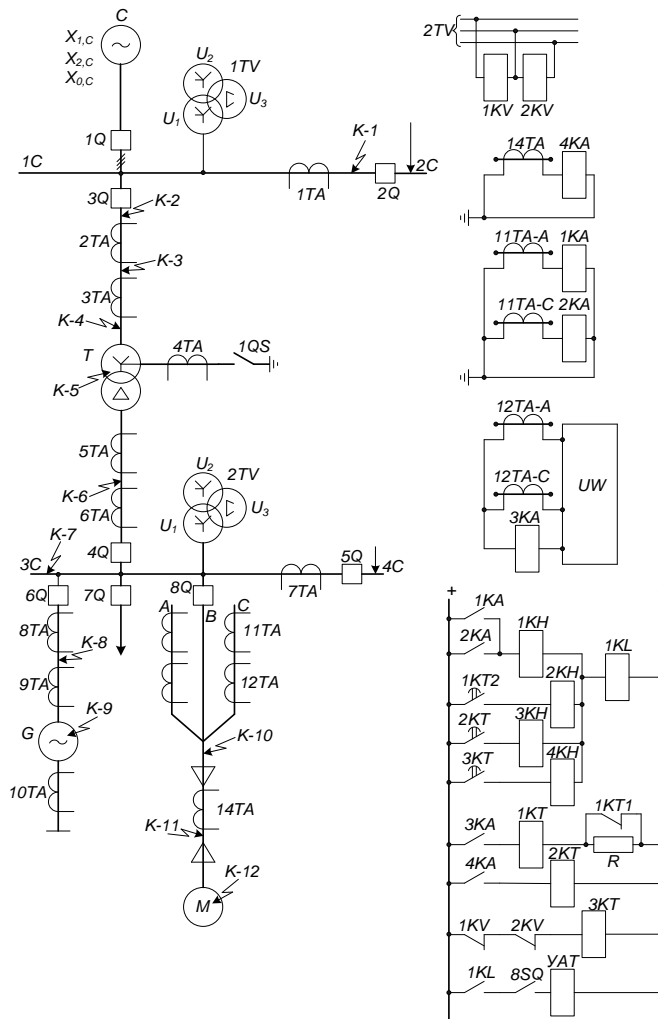 C
X1,C
X2,C
X0,C
U2
1TV
U3
U1
1Q
K-1
1C
2C
1TA
2Q
3Q
K-2
2TA
K-3
3TA
K-4
4TA
1QS
T
K-5
5TA
K-6
6TA
U2
2TV
U3
U1
K-7
4Q
5Q
3C
4C
7TA
6Q
7Q
8Q
A
B
C
8TA
11TA
K-8
9TA
12TA
G
K-9
K-10
10TA
14TA
K-11
K-12
M
2TV
1KV
2KV
14TA
4KA
11TA-A
1KA
11TA-C
2KA
12TA-A
12TA-C
UW
3KA
+
1KA
1KH
2KA
1KL
2KH
1KT2
3KH
2KT
4KH
3KT
1KT
1KT1
3KA
R
2KT
4KA
3KT
1KV
2KV
1KL
8SQ
УАТ